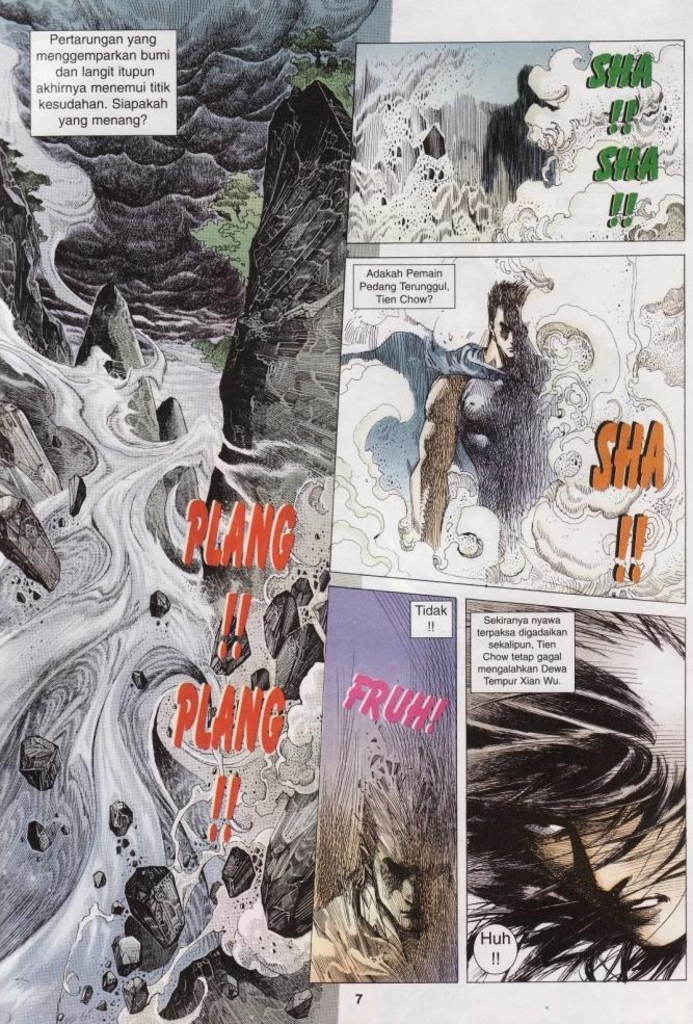 Pertarungan yang
menggemparkan bumi
dan langit itupun
akhirnya menemui titik
kesudahan. Siapakah
yang menang?
PLANG
!!
PLANG
!!
SHA
!!
SHA
!!
Adakah Pemain
Pedang Terunggul,
Tien Chow?
SHA
!!
Tidak
!!
FRUH!
Sekiranya nyawa
terpaksa digadaikan
sekalipun, Tien
Chow tetap gagal
mengalahkan Dewa
Tempur Xian Wu.
Huh
!!
7